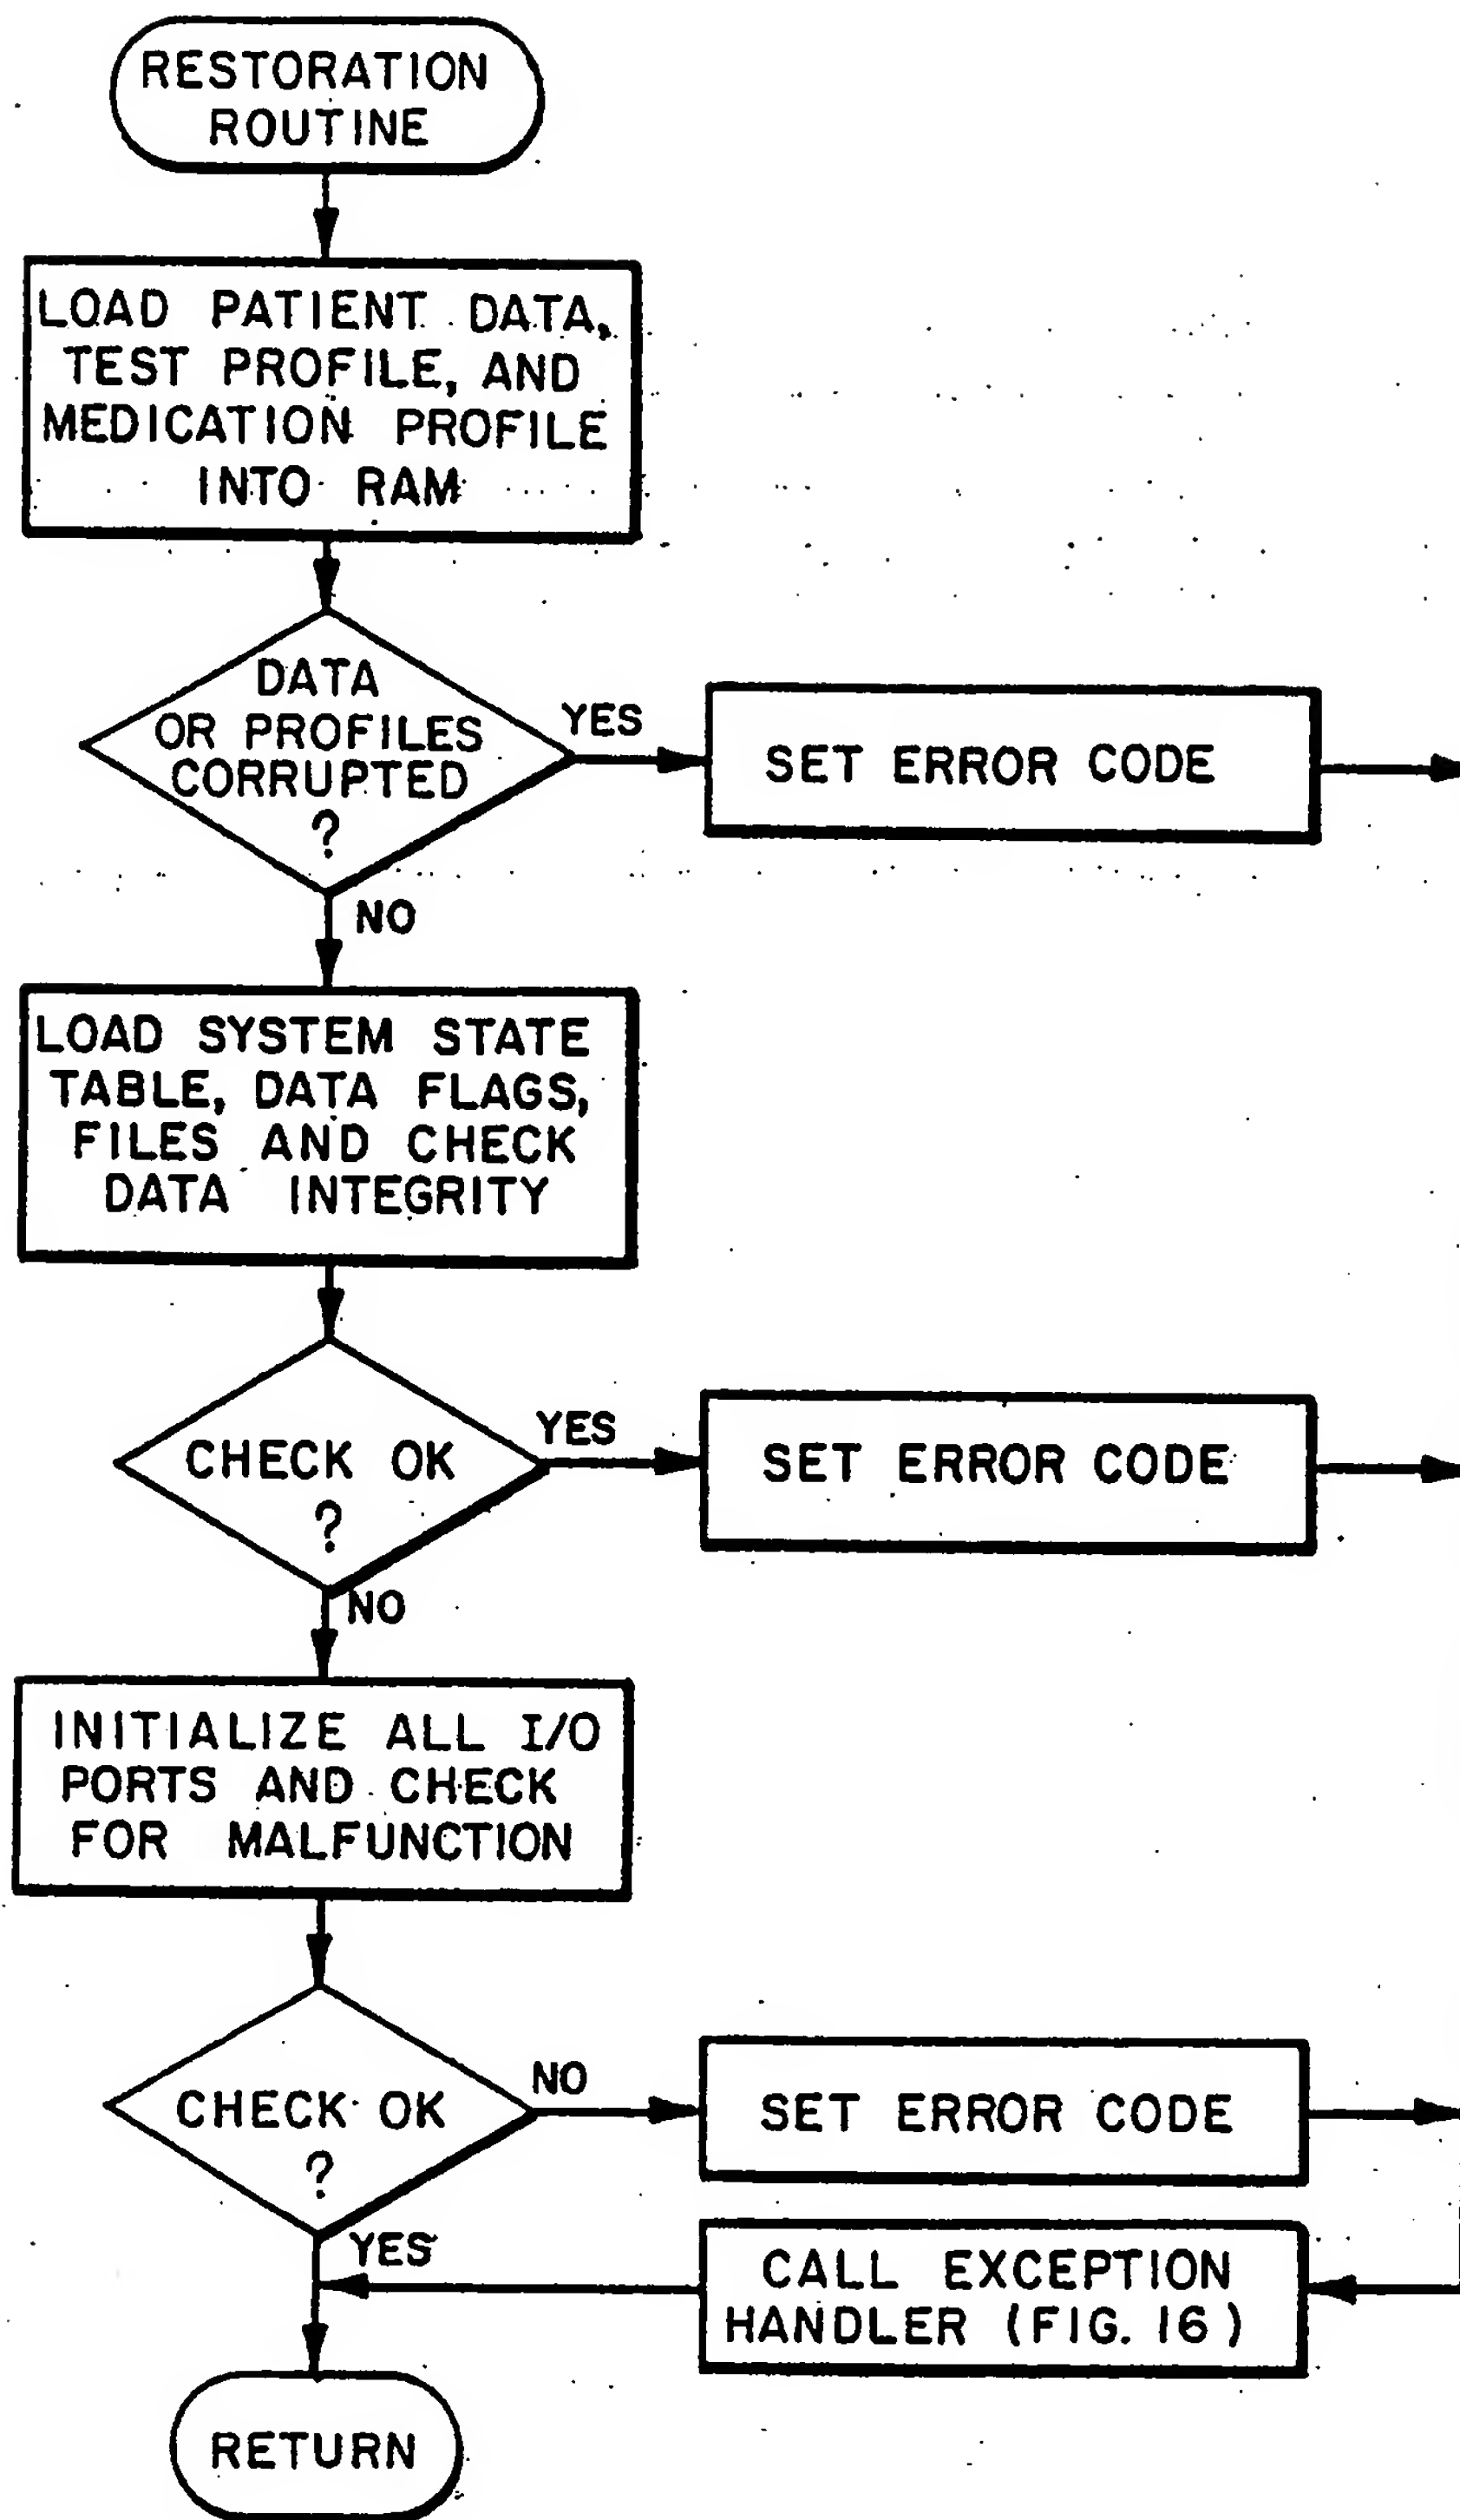 RESTORATION
ROUTINE
LOAD PATIENT DATA,
TEST PROFILE, AND
MEDICATION PROFILE
INTO RAM
DATA
OR PROFILES
CORRUPTED
?
YES
SET ERROR CODE
NO
LOAD SYSTEM STATE
TABLE, DATA FLAGS,
FILES AND CHECK
DATA INTEGRITY
CHECK OK
?
YES
SET ERROR CODE
NO
INITIALIZE ALL I/O
PORTS AND CHECK
FOR MALFUNCTION
CHECK OK
?
NO
SET ERROR CODE
YES
CALL EXCEPTION
HANDLER (FIG. 16)
RETURN